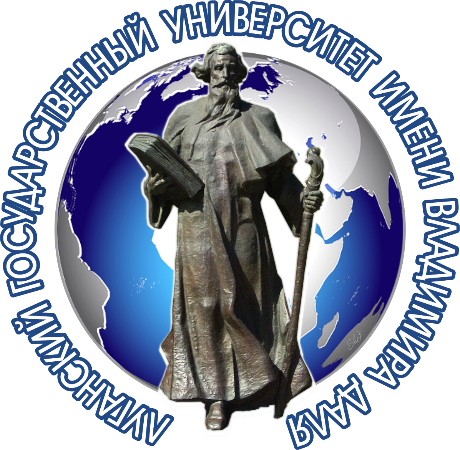 ЛУГАНСКИЙ ГОСУДАРСТВЕННЫЙ УНИВЕРСИТЕТ ИМЕНИ ВЛАДИМИРА ДАЛЯ